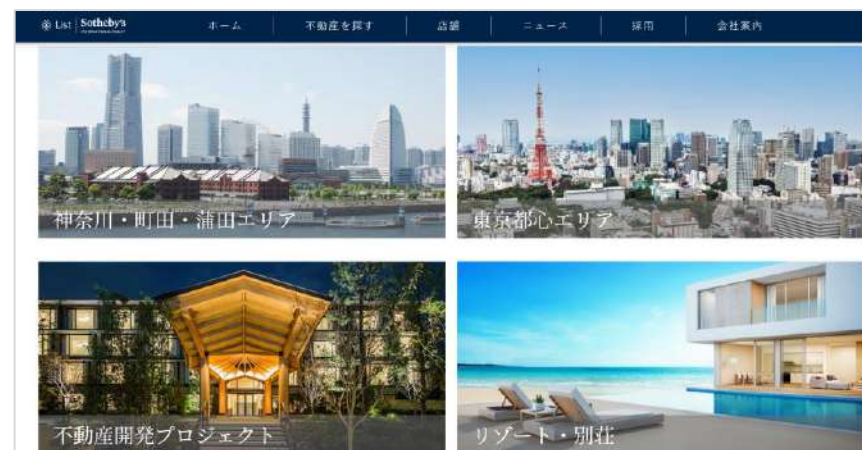 List Sotheby's
ホーム
不動産を探す
店舗
ニュース
採用
会社案内
神奈川・町田・蒲田エリア
東京都心エリア
不動産開発プロジェクト
リゾート・別荘